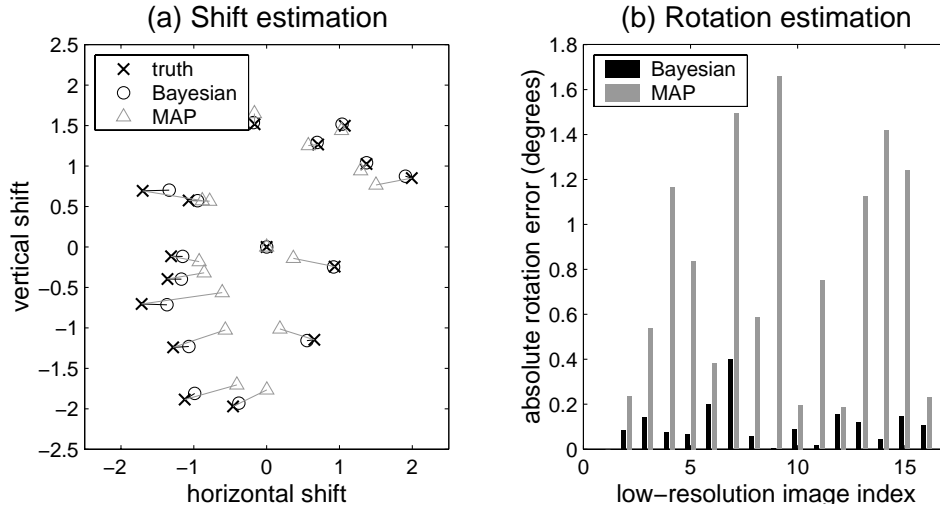 (a) Shift estimation
2.5
2
1.5
1
0.5
0
−0.5
−1
−1.5
−2
−2.5
−2
−1
0
1
2
vertical shift
horizontal shift
truth
Bayesian
MAP
(b) Rotation estimation
1.8
1.6
1.4
1.2
1
0.8
0.6
0.4
0.2
0
5
10
15
absolute rotation error (degrees)
low−resolution image index
Bayesian
MAP